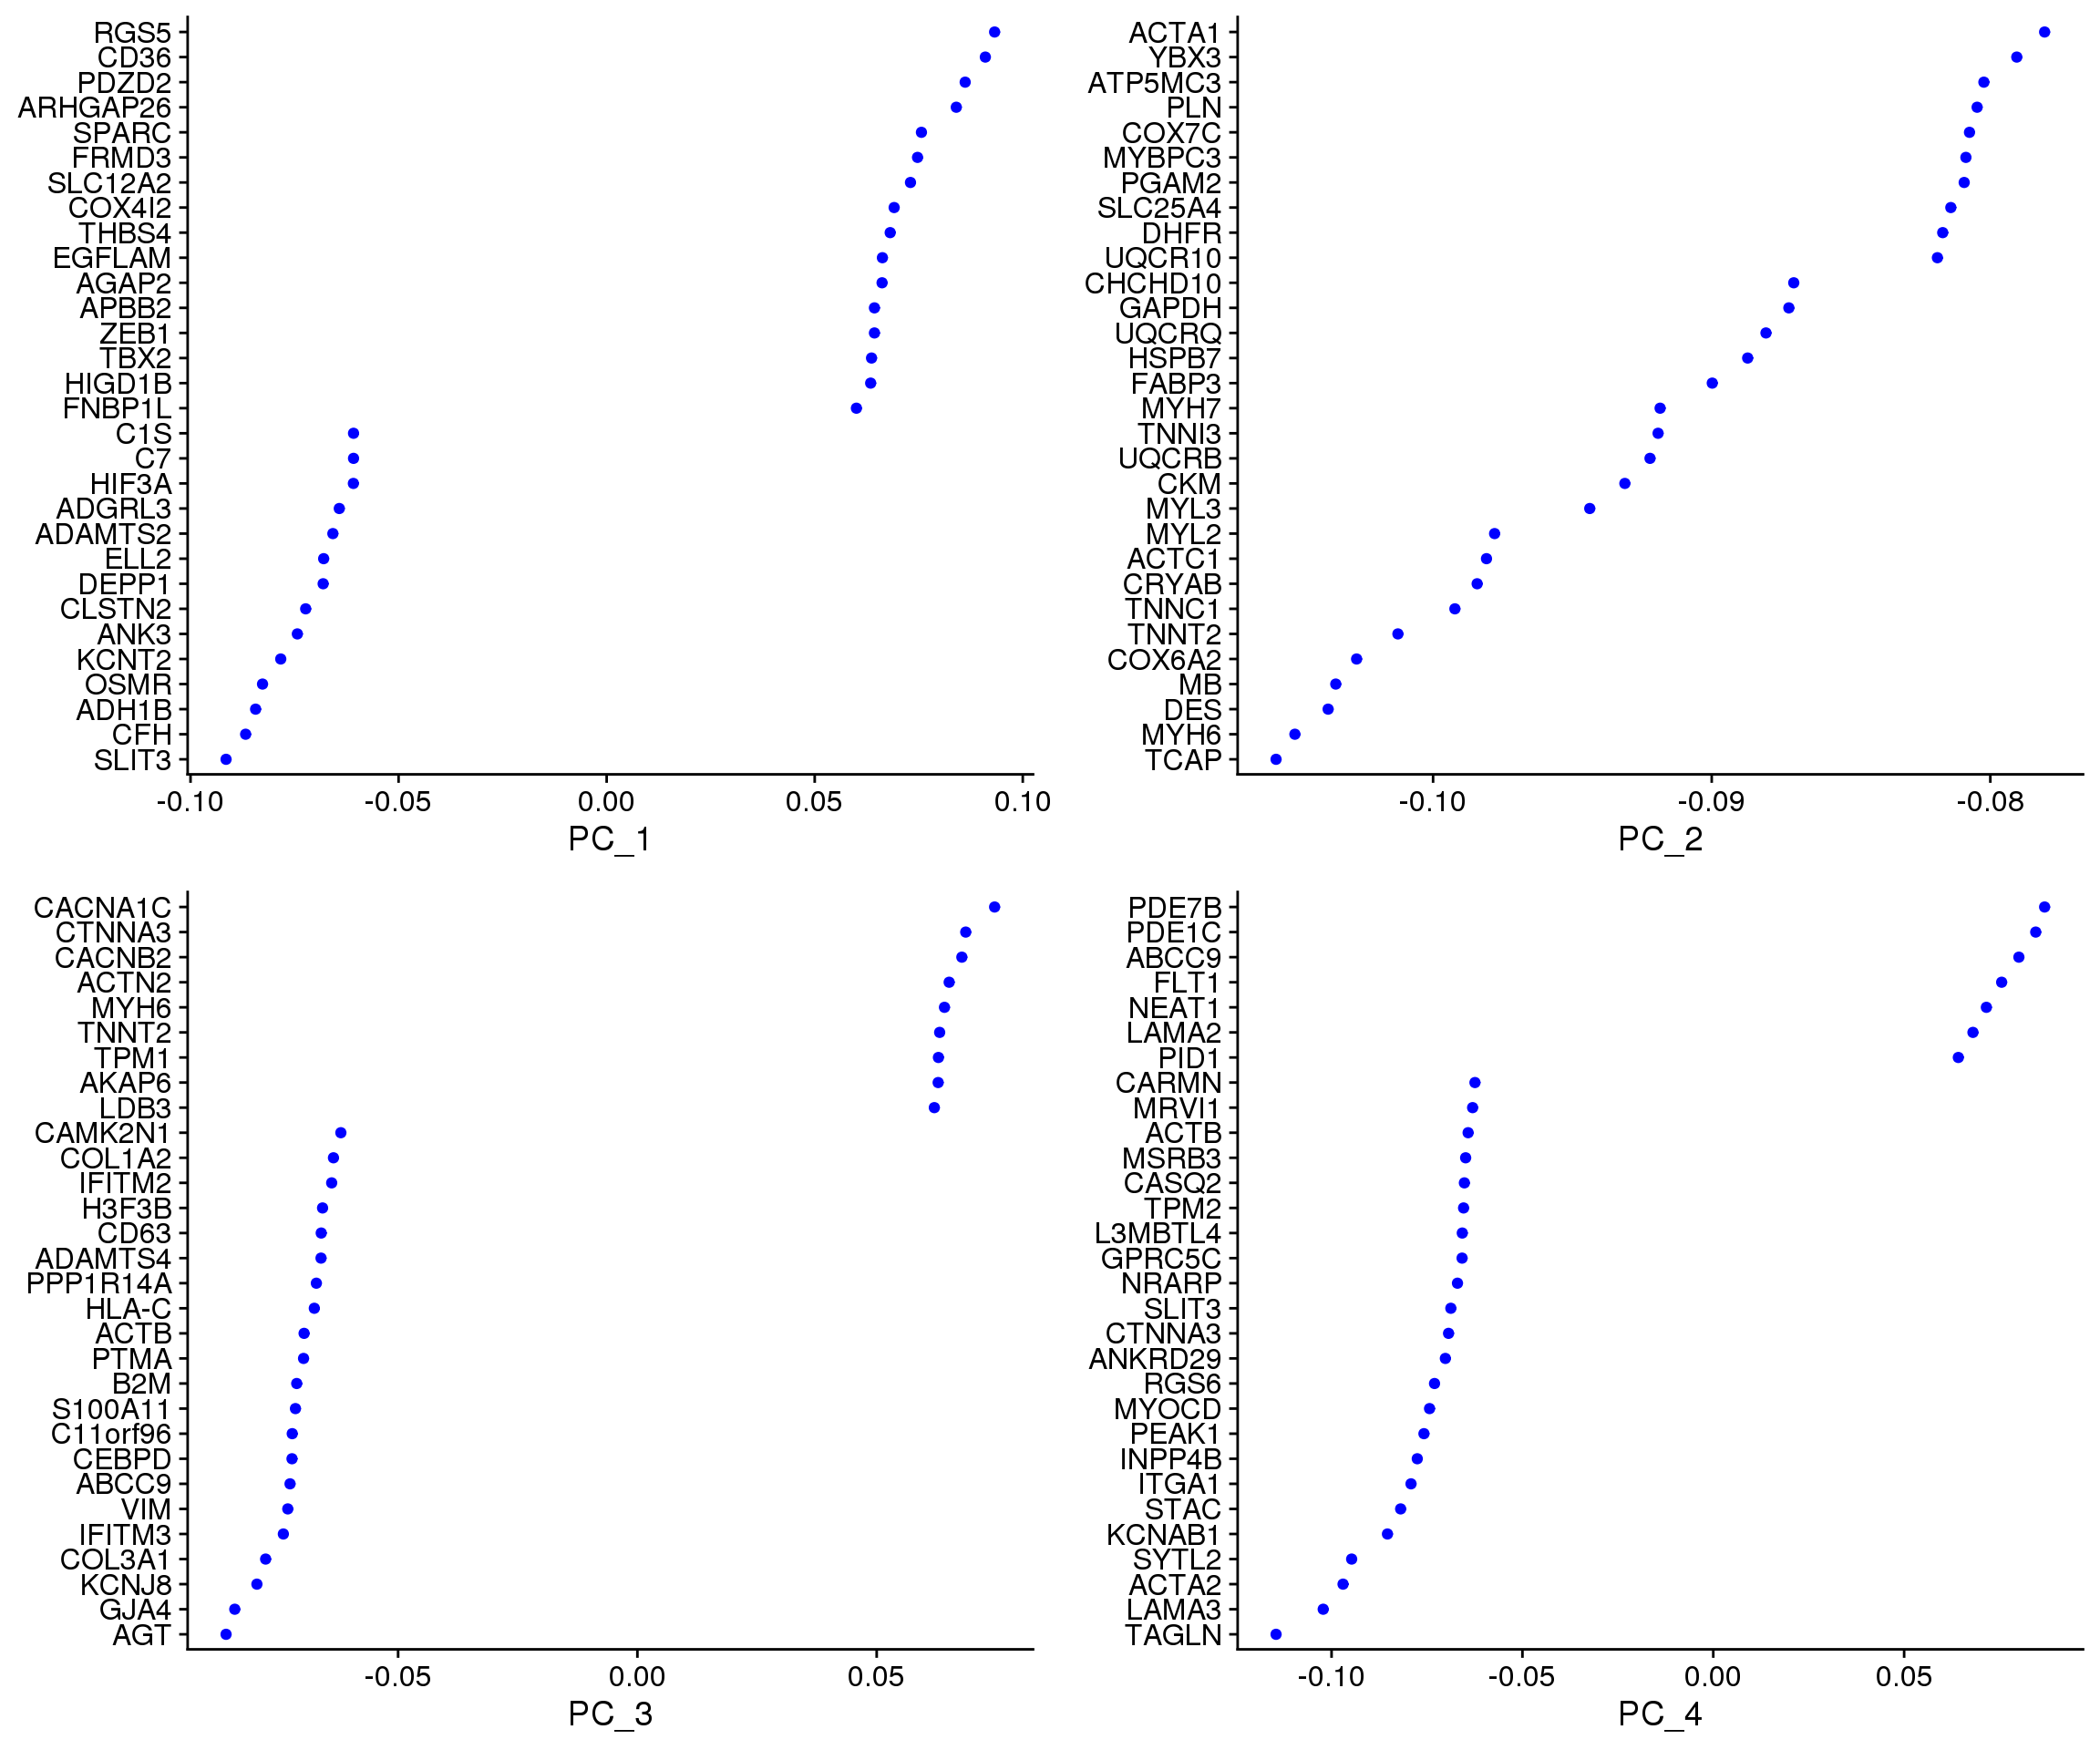 RGS5
CD36
PDZD2
ARHGAP26
SPARC
FRMD3
SLC12A2
COX4I2
THBS4
EGFLAM
AGAP2
APBB2
ZEB1
TBX2
HIGD1B
FNBP1L
C1S
C7
HIF3A
ADGRL3
ADAMTS2
ELL2
DEPP1
CLSTN2
ANK3
KCNT2
OSMR
ADH1B
CFH
SLIT3
-0.10 -0.05 0.00 0.05 0.10
PC_1
ACTA1
YBX3
ATP5MC3
PLN
COX7C
MYBPC3
PGAM2
SLC25A4
DHFR
UQCR10
CHCHD10
GAPDH
UQCRQ
HSPB7
FABP3
MYH7
TNNI3
UQCRB
CKM
MYL3
MYL2
ACTC1
CRYAB
TNNC1
TNNT2
COX6A2
MB
DES
MYH6
TCAP
-0.10 -0.09 -0.08
PC_2
CACNA1C
CTNNA3
CACNB2
ACTN2
MYH6
TNNT2
TPM1
AKAP6
LDB3
CAMK2N1
COL1A2
IFITM2
H3F3B
CD63
ADAMTS4
PPP1R14A
HLA-C
ACTB
PTMA
B2M
S100A11
C11orf96
CEBPD
ABCC9
VIM
IFITM3
COL3A1
KCNJ8
GJA4
AGT
-0.05 0.00 0.05
PC_3
PDE7B
PDE1C
ABCC9
FLT1
NEAT1
LAMA2
PID1
CARMN
MRVI1
ACTB
MSRB3
CASQ2
TPM2
L3MBTL4
GPRC5C
NRARP
SLIT3
CTNNA3
ANKRD29
RGS6
MYOCD
PEAK1
INPP4B
ITGA1
STAC
KCNAB1
SYTL2
ACTA2
LAMA3
TAGLN
-0.10 -0.05 0.00 0.05
PC_4